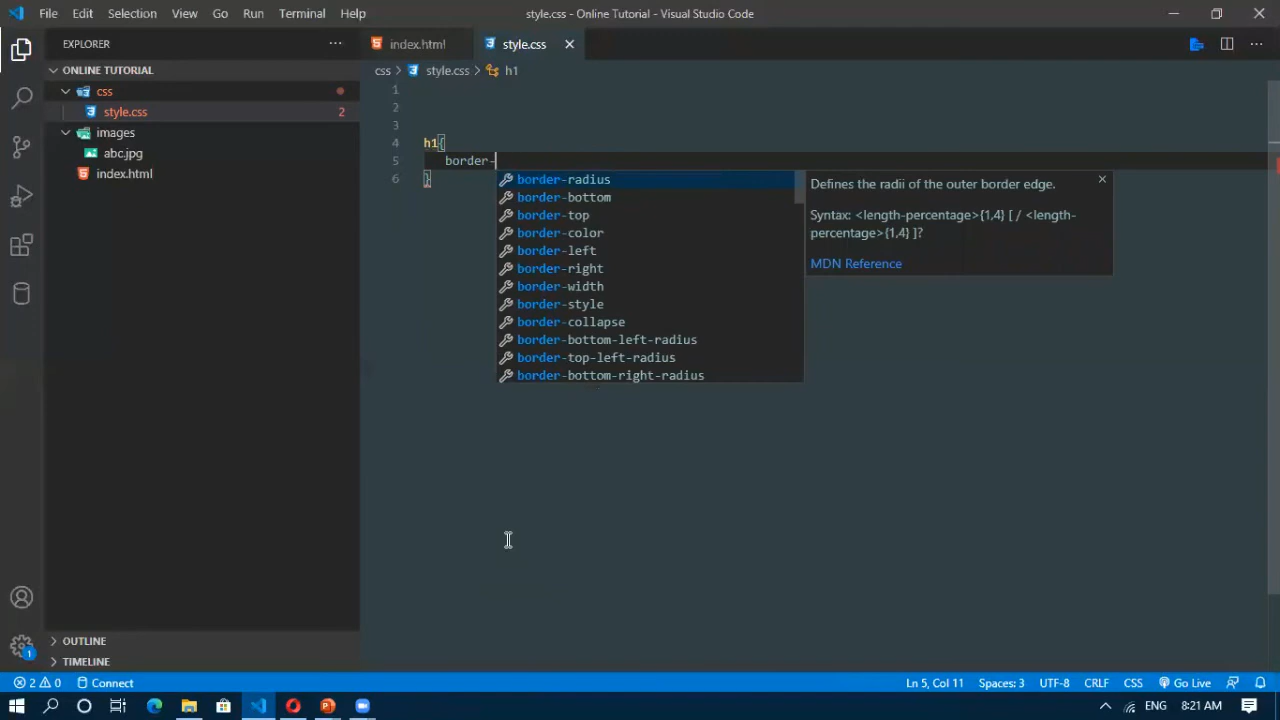 File Edit Selection View Go Run Terminal Help style.css - Online Tutorial - Visual Studio Code
EXPLORER ···
index.html style.css
ONLINE TUTORIAL
css > style.css > h1
css
style.css 2
images
abc.jpg
index.html
1
2
3
4 h1{
5 border-
6 }
border-radius
border-bottom
border-top
border-color
border-left
border-right
border-width
border-style
border-collapse
border-bottom-left-radius
border-top-left-radius
border-bottom-right-radius
Defines the radii of the outer border edge.
Syntax: <length-percentage>{1,4} [ / <length-
percentage>{1,4} ]?
MDN Reference
OUTLINE
TIMELINE
1
2 0 Connect Ln 5, Col 11 Spaces: 3 UTF-8 CRLF CSS Go Live
ENG 8:21 AM